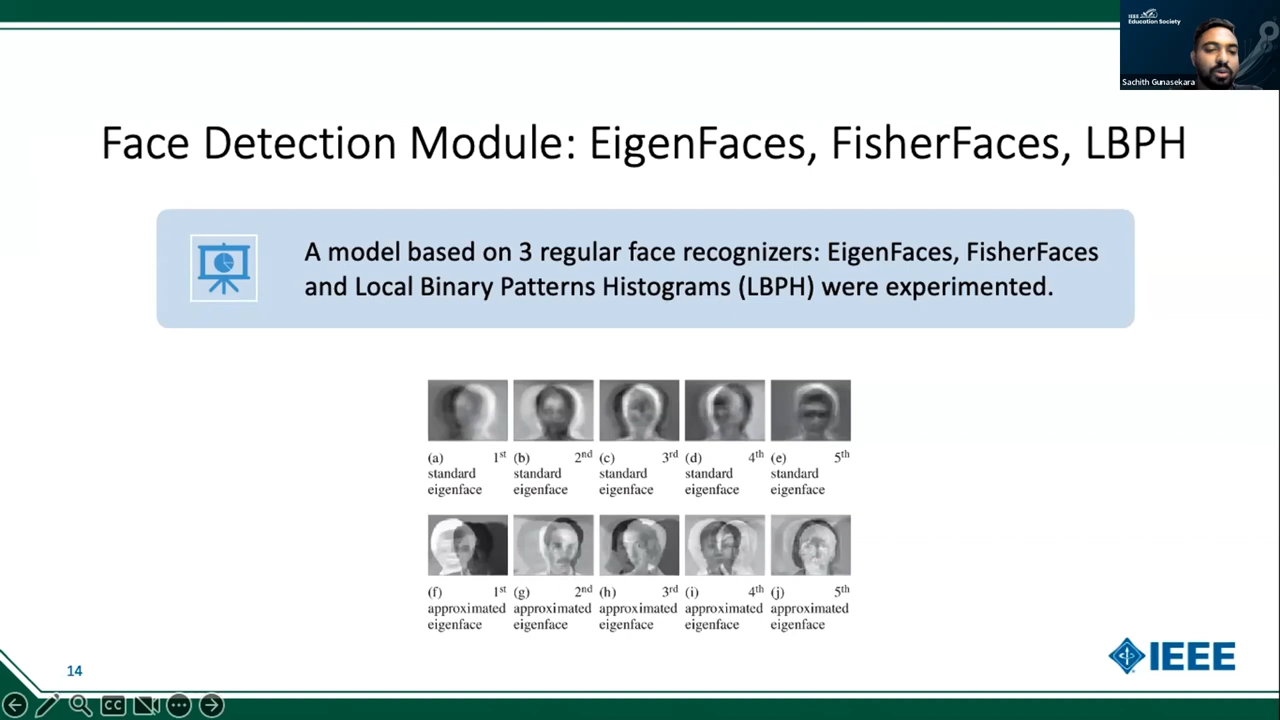 IEEE
Education Society
Sachith Gunasekara
Face Detection Module: EigenFaces, FisherFaces, LBPH
A model based on 3 regular face recognizers: EigenFaces, FisherFaces
and Local Binary Patterns Histograms (LBPH) were experimented.
(a) 1st (b) 2nd (c) 3rd (d) 4th (e) 5th
standard standard standard standard standard
eigenface eigenface eigenface eigenface eigenface
(f) 1st (g) 2nd (h) 3rd (i) 4th (j) 5th
approximated approximated approximated approximated approximated
eigenface eigenface eigenface eigenface eigenface
14
IEEE
CC